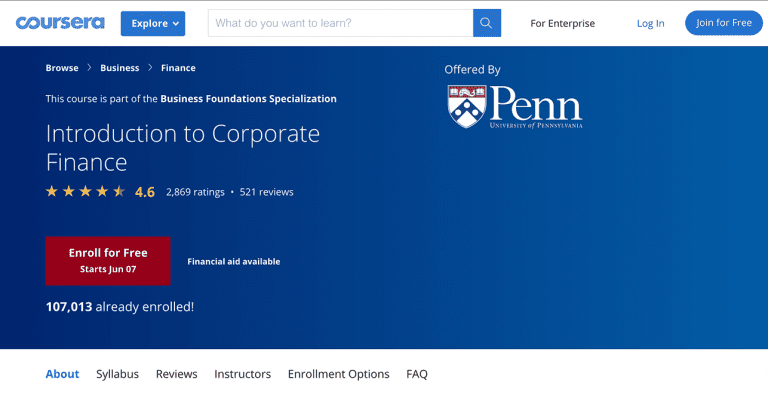 coursera
Explore
What do you want to learn?
For Enterprise
Log In
Join for Free
Browse > Business > Finance
Offered By
This course is part of the Business Foundations Specialization
Penn
UNIVERSITY of PENNSYLVANIA
Introduction to Corporate
Finance
4.6 2,869 ratings • 521 reviews
Enroll for Free
Starts Jun 07
Financial aid available
107,013 already enrolled!
About Syllabus Reviews Instructors Enrollment Options FAQ